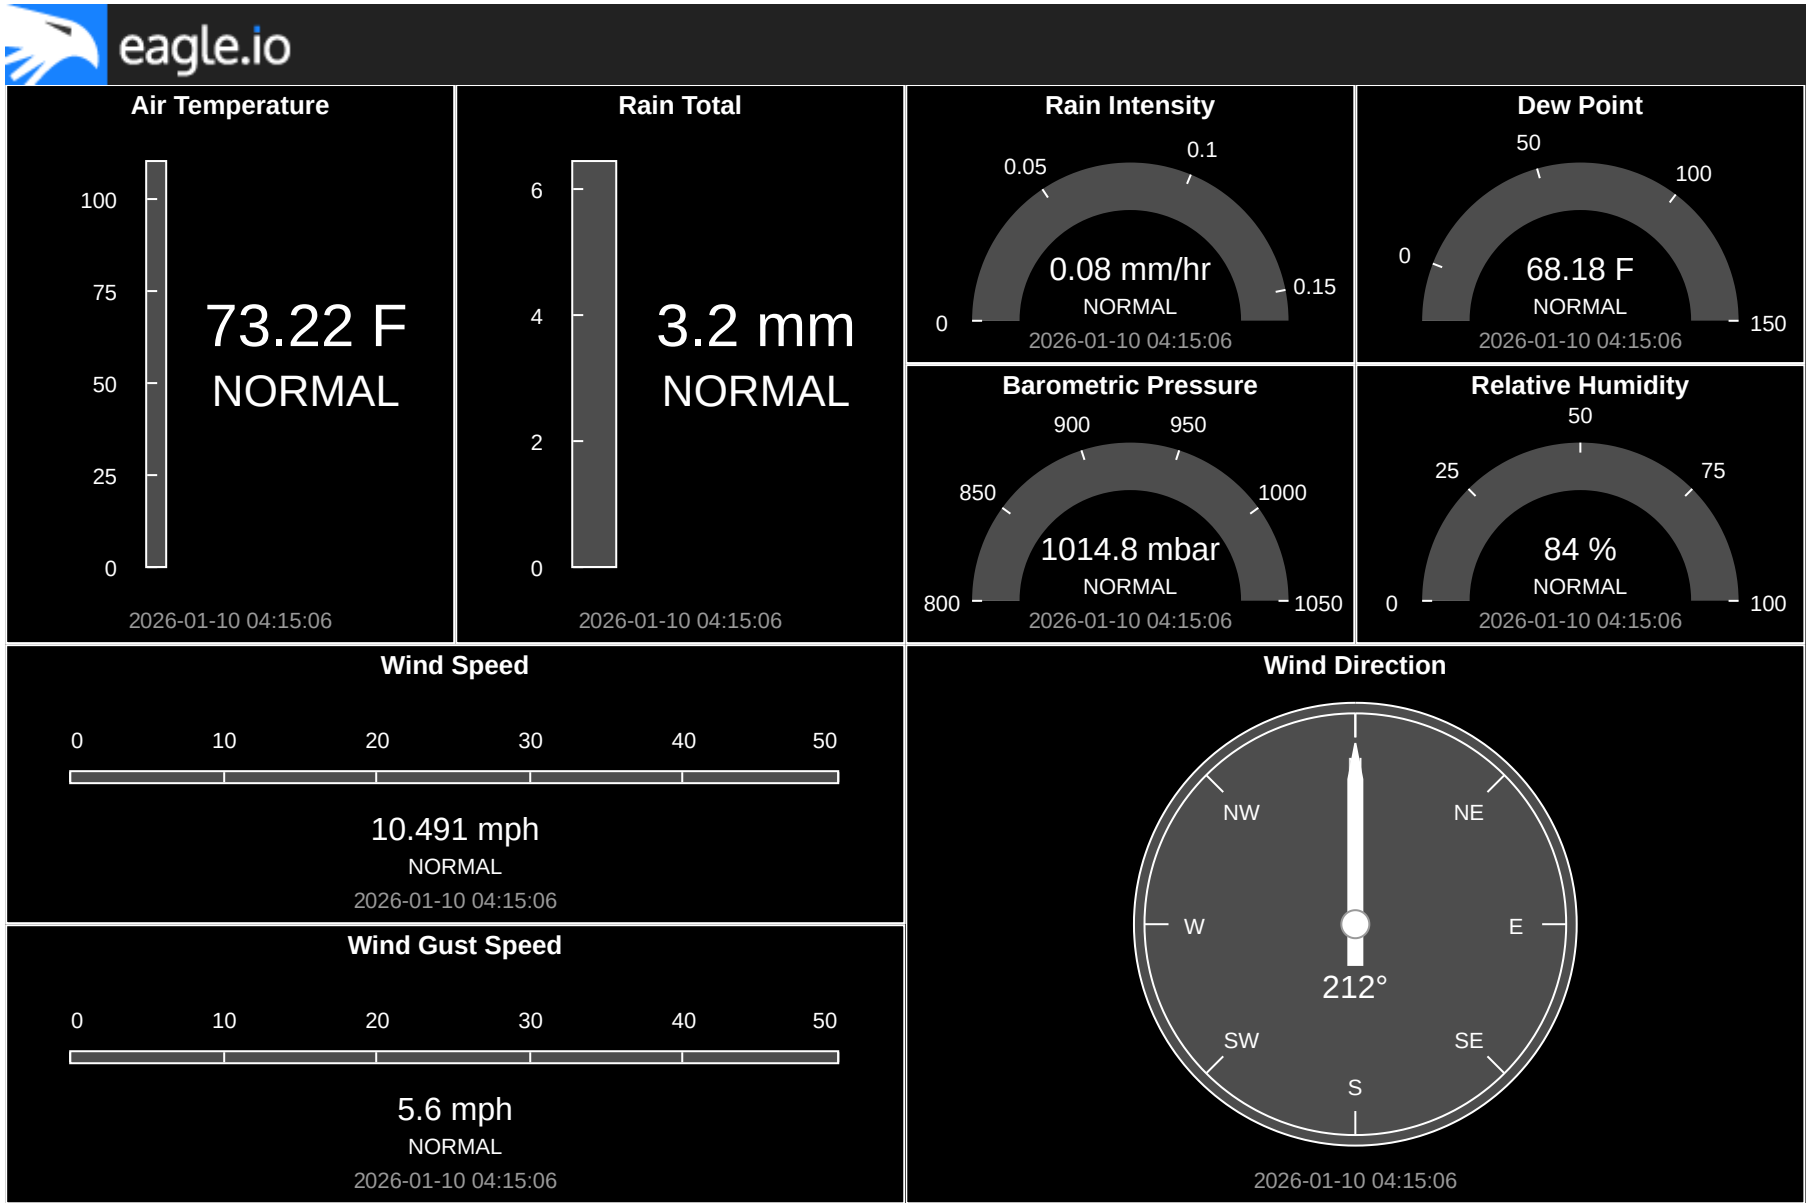 eagle.io
Air Temperature
100
75
50
25
0
73.22 F
NORMAL
2026-01-10 04:15:06
Rain Total
6
4
2
0
3.2 mm
NORMAL
2026-01-10 04:15:06
Rain Intensity
0
0.05
0.1
0.15
0.08 mm/hr
NORMAL
2026-01-10 04:15:06
Dew Point
0
50
100
150
68.18 F
NORMAL
2026-01-10 04:15:06
Barometric Pressure
800
850
900
950
1000
1050
1014.8 mbar
NORMAL
2026-01-10 04:15:06
Relative Humidity
0
25
50
75
100
84 %
NORMAL
2026-01-10 04:15:06
Wind Speed
0 10 20 30 40 50
10.491 mph
NORMAL
2026-01-10 04:15:06
Wind Gust Speed
0 10 20 30 40 50
5.6 mph
NORMAL
2026-01-10 04:15:06
Wind Direction
NW NE
W E
212°
SW SE
S
2026-01-10 04:15:06